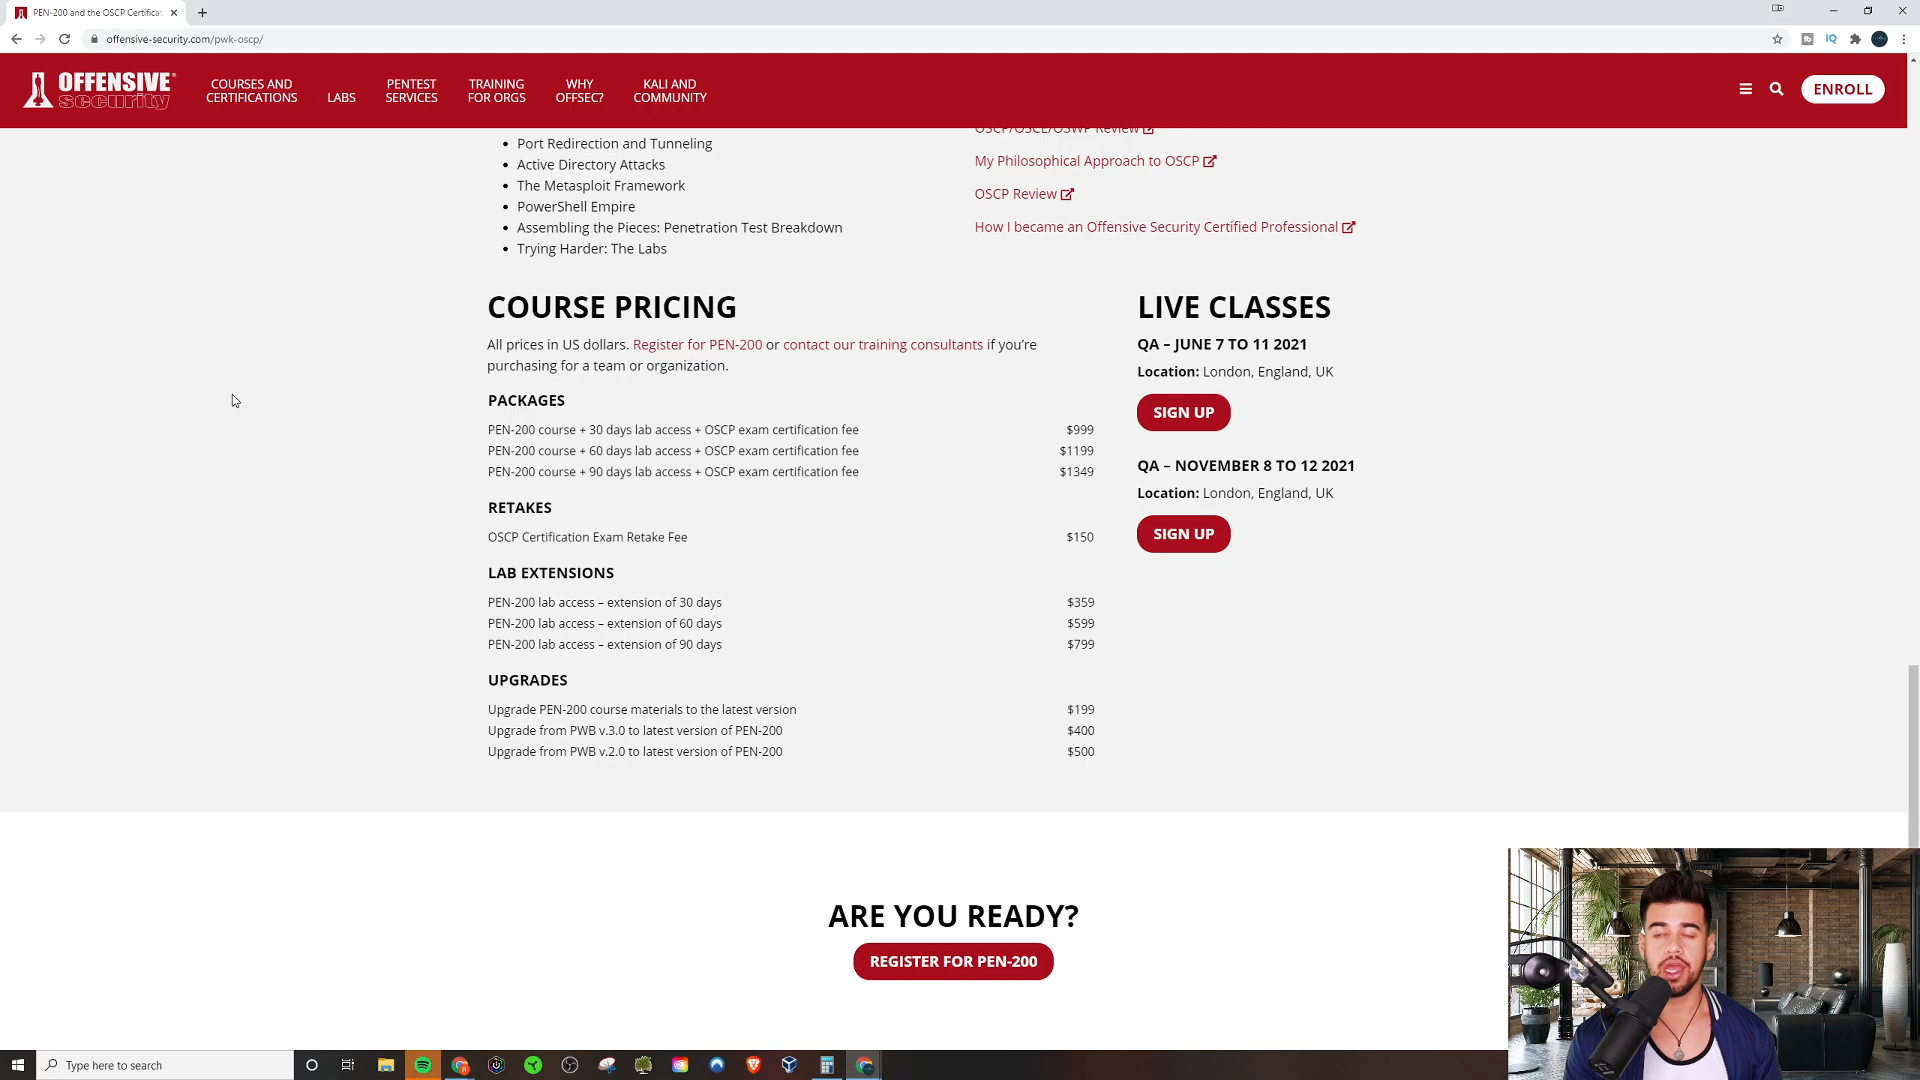 PEN-200 and the OSCP Certificat
offensive-security.com/pwk-oscp/
OFFENSIVE
security
COURSES AND
CERTIFICATIONS
LABS
PENTEST
SERVICES
TRAINING
FOR ORGS
WHY
OFFSEC?
KALI AND
COMMUNITY
ENROLL
Port Redirection and Tunneling
Active Directory Attacks
The Metasploit Framework
PowerShell Empire
Assembling the Pieces: Penetration Test Breakdown
Trying Harder: The Labs
OSCP/OSCE/OSWP Review
My Philosophical Approach to OSCP
OSCP Review
How I became an Offensive Security Certified Professional
COURSE PRICING
All prices in US dollars. Register for PEN-200 or contact our training consultants if you're
purchasing for a team or organization.
PACKAGES
PEN-200 course + 30 days lab access + OSCP exam certification fee $999
PEN-200 course + 60 days lab access + OSCP exam certification fee $1199
PEN-200 course + 90 days lab access + OSCP exam certification fee $1349
RETAKES
OSCP Certification Exam Retake Fee $150
LAB EXTENSIONS
PEN-200 lab access – extension of 30 days $359
PEN-200 lab access – extension of 60 days $599
PEN-200 lab access – extension of 90 days $799
UPGRADES
Upgrade PEN-200 course materials to the latest version $199
Upgrade from PWB v.3.0 to latest version of PEN-200 $400
Upgrade from PWB v.2.0 to latest version of PEN-200 $500
LIVE CLASSES
QA – JUNE 7 TO 11 2021
Location: London, England, UK
SIGN UP
QA – NOVEMBER 8 TO 12 2021
Location: London, England, UK
SIGN UP
ARE YOU READY?
REGISTER FOR PEN-200
Type here to search